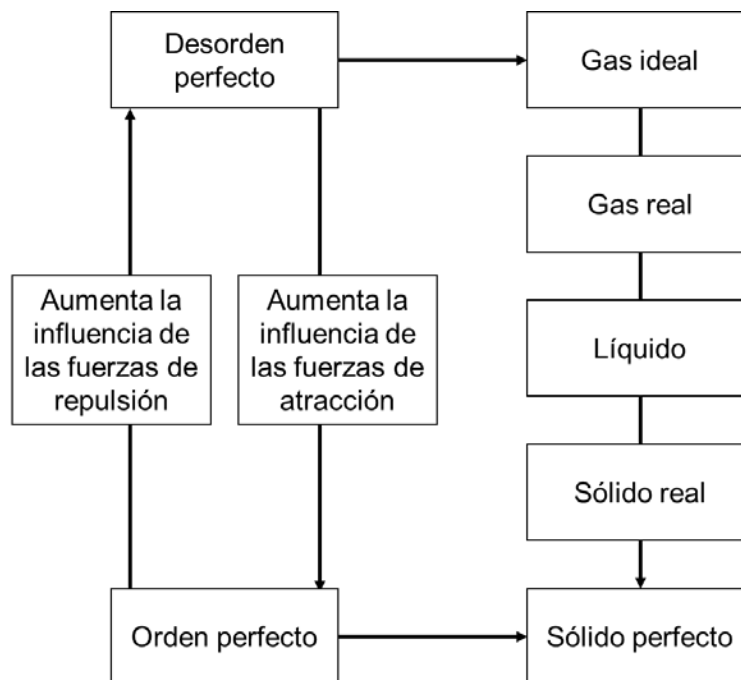 Desorden
perfecto
Gas ideal
Gas real
Aumenta la
influencia de
las fuerzas de
repulsión
Aumenta la
influencia de
las fuerzas de
atracción
Líquido
Sólido real
Orden perfecto
Sólido perfecto